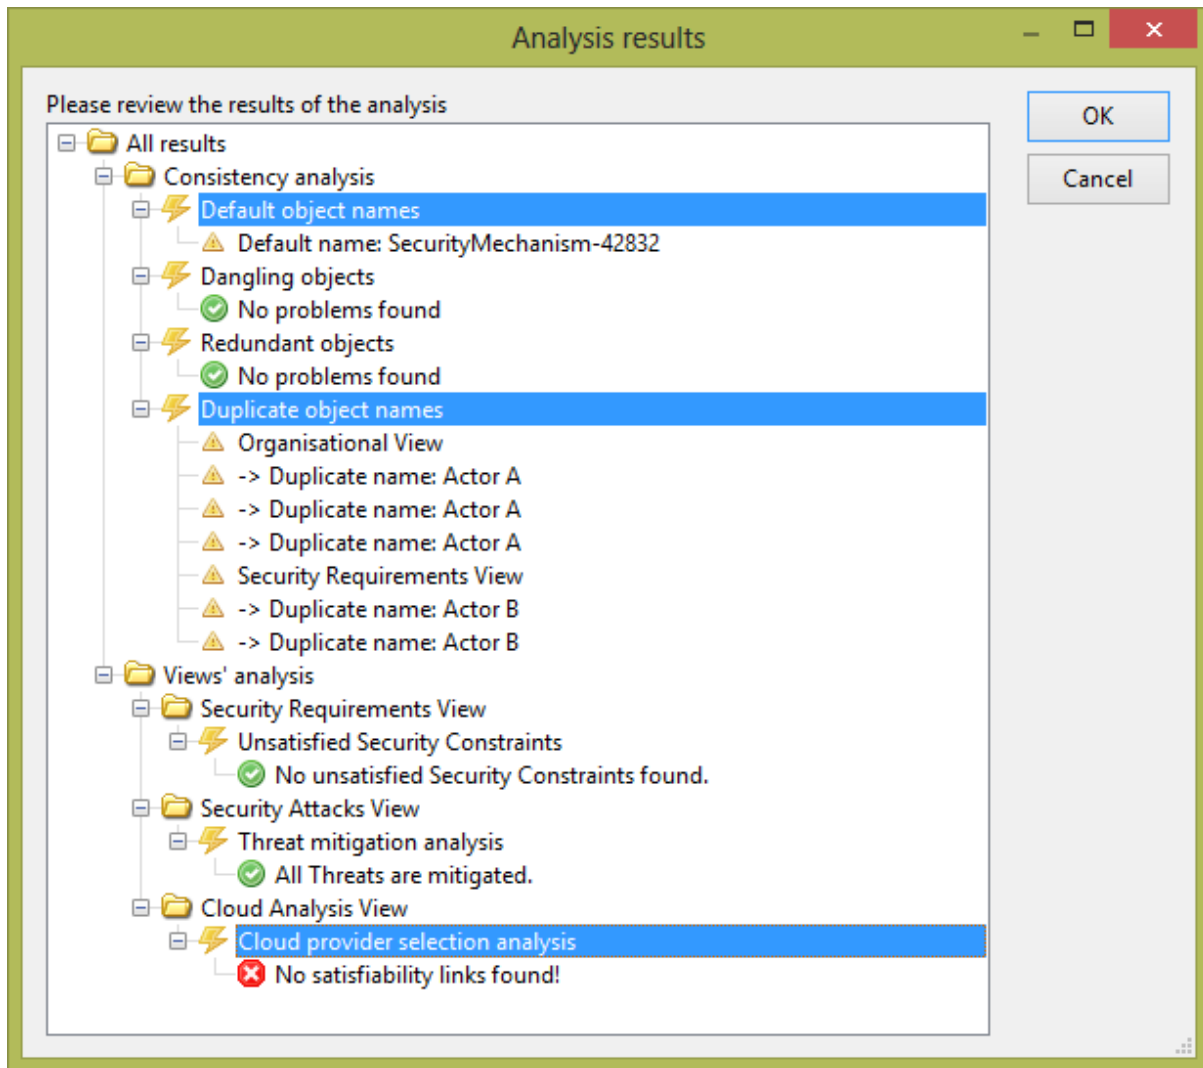 Analysis results
Please review the results of the analysis
OK
All results
Cancel
Consistency analysis
Default object names
Default name: SecurityMechanism-42832
Dangling objects
No problems found
Redundant objects
No problems found
Duplicate object names
Organisational View
-> Duplicate name: Actor A
-> Duplicate name: Actor A
-> Duplicate name: Actor A
Security Requirements View
-> Duplicate name: Actor B
-> Duplicate name: Actor B
Views' analysis
Security Requirements View
Unsatisfied Security Constraints
No unsatisfied Security Constraints found.
Security Attacks View
Threat mitigation analysis
All Threats are mitigated.
Cloud Analysis View
Cloud provider selection analysis
No satisfiability links found!